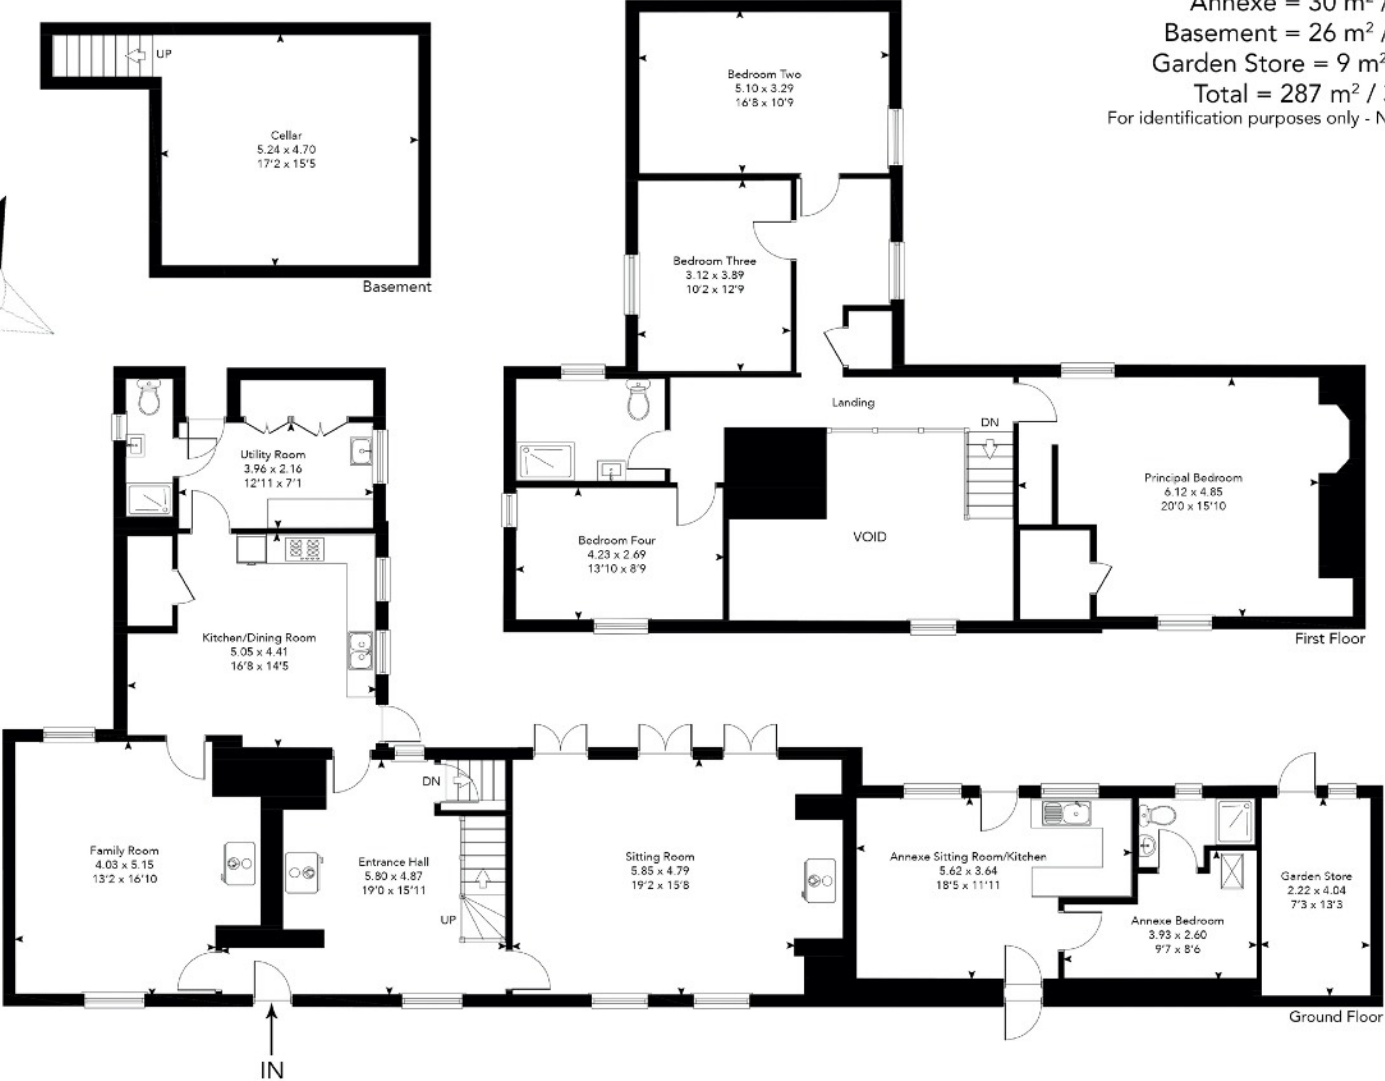 Annexe = 30 m² /
Basement = 26 m² /
Garden Store = 9 m²
Total = 287 m² /
For identification purposes only - N
UP
Cellar
5.24 x 4.70
17'2 x 15'5
Basement
Bedroom Two
5.10 x 3.29
16'8 x 10'9
Bedroom Three
3.12 x 3.89
10'2 x 12'9
Landing
DN
Principal Bedroom
6.12 x 4.85
20'0 x 15'10
VOID
Bedroom Four
4.23 x 2.69
13'10 x 8'9
First Floor
Utility Room
3.96 x 2.16
12'11 x 7'1
Kitchen/Dining Room
5.05 x 4.41
16'8 x 14'5
DN
Family Room
4.03 x 5.15
13'2 x 16'10
Entrance Hall
5.80 x 4.87
19'0 x 15'11
UP
Sitting Room
5.85 x 4.79
19'2 x 15'8
Annexe Sitting Room/Kitchen
5.62 x 3.64
18'5 x 11'11
Annexe Bedroom
3.93 x 2.60
9'7 x 8'6
Garden Store
2.22 x 4.04
7'3 x 13'3
Ground Floor
IN